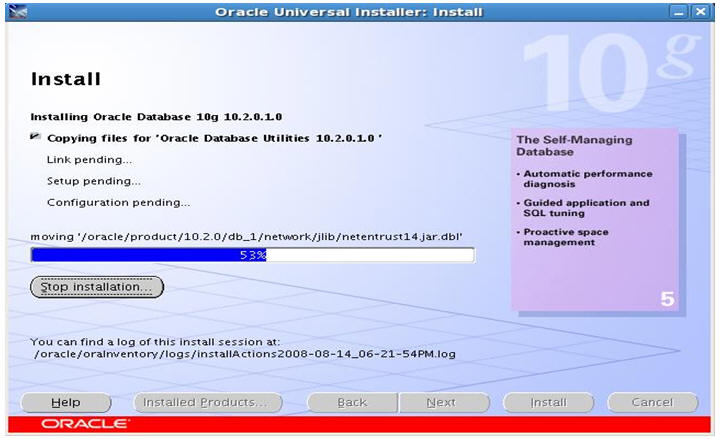 Oracle Universal Installer: Install
10g
Install
Installing Oracle Database 10g 10.2.0.1.0
Copying files for 'Oracle Database Utilities 10.2.0.1.0 '
Link pending...
Setup pending...
Configuration pending...
moving '/oracle/product/10.2.0/db_1/network/jlib/netentrust14.jar.dbl'
53%
Stop installation...
The Self-Managing
Database
• Automatic performance
diagnosis
• Guided application and
SQL tuning
• Proactive space
management
5
You can find a log of this install session at:
/oracle/oraInventory/logs/installActions2008-08-14_06-21-54PM.log
Help
Installed Products...
Back
Next
Install
Cancel
ORACLE